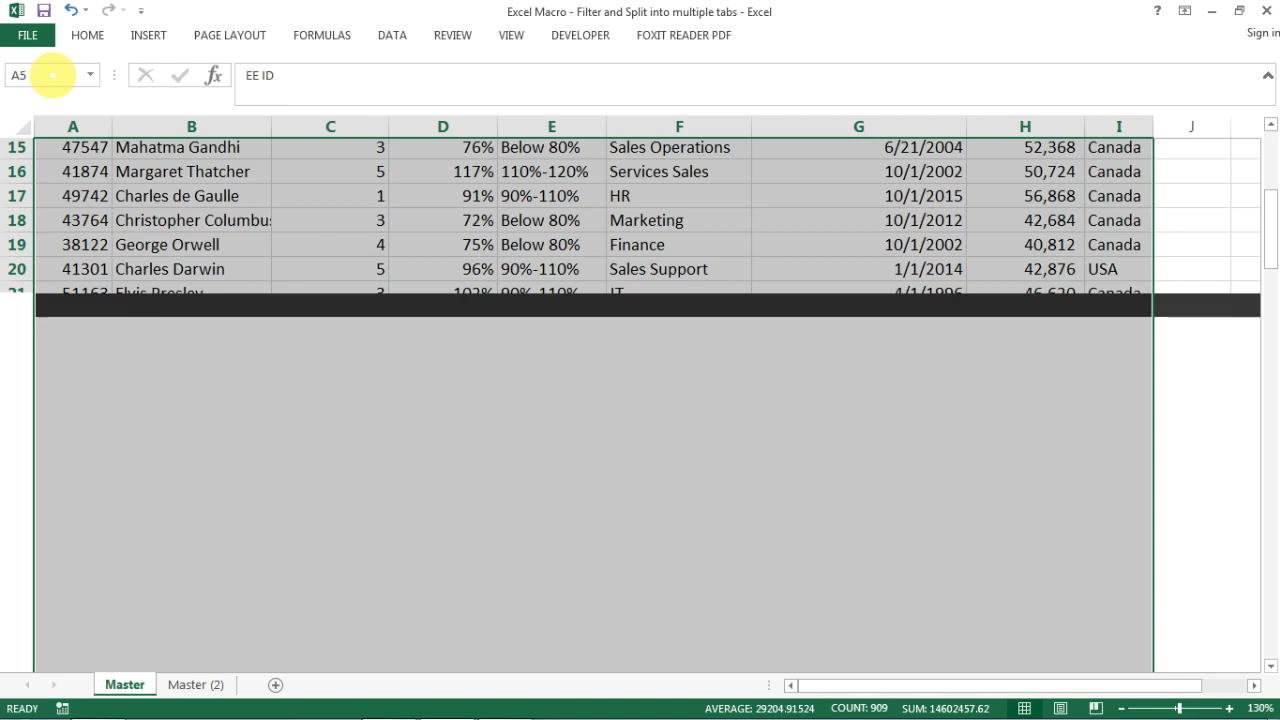 Excel Macro - Filter and Split into multiple tabs - Excel
?
FILE HOME INSERT PAGE LAYOUT FORMULAS DATA REVIEW VIEW DEVELOPER FOXIT READER PDF Sign in
A5 fx EE ID
A B C D E F G H I J
15 47547 Mahatma Gandhi 3 76% Below 80% Sales Operations 6/21/2004 52,368 Canada
16 41874 Margaret Thatcher 5 117% 110%-120% Services Sales 10/1/2002 50,724 Canada
17 49742 Charles de Gaulle 1 91% 90%-110% HR 10/1/2015 56,868 Canada
18 43764 Christopher Columbus 3 72% Below 80% Marketing 10/1/2012 42,684 Canada
19 38122 George Orwell 4 75% Below 80% Finance 10/1/2002 40,812 Canada
20 41301 Charles Darwin 5 96% 90%-110% Sales Support 1/1/2014 42,876 USA
21 51163 Elvis Presley 3 102% 90%-110% IT 4/1/1996 46,620 Canada
Master Master (2)
READY AVERAGE: 29204.91524 COUNT: 909 SUM: 14602457.62 130%